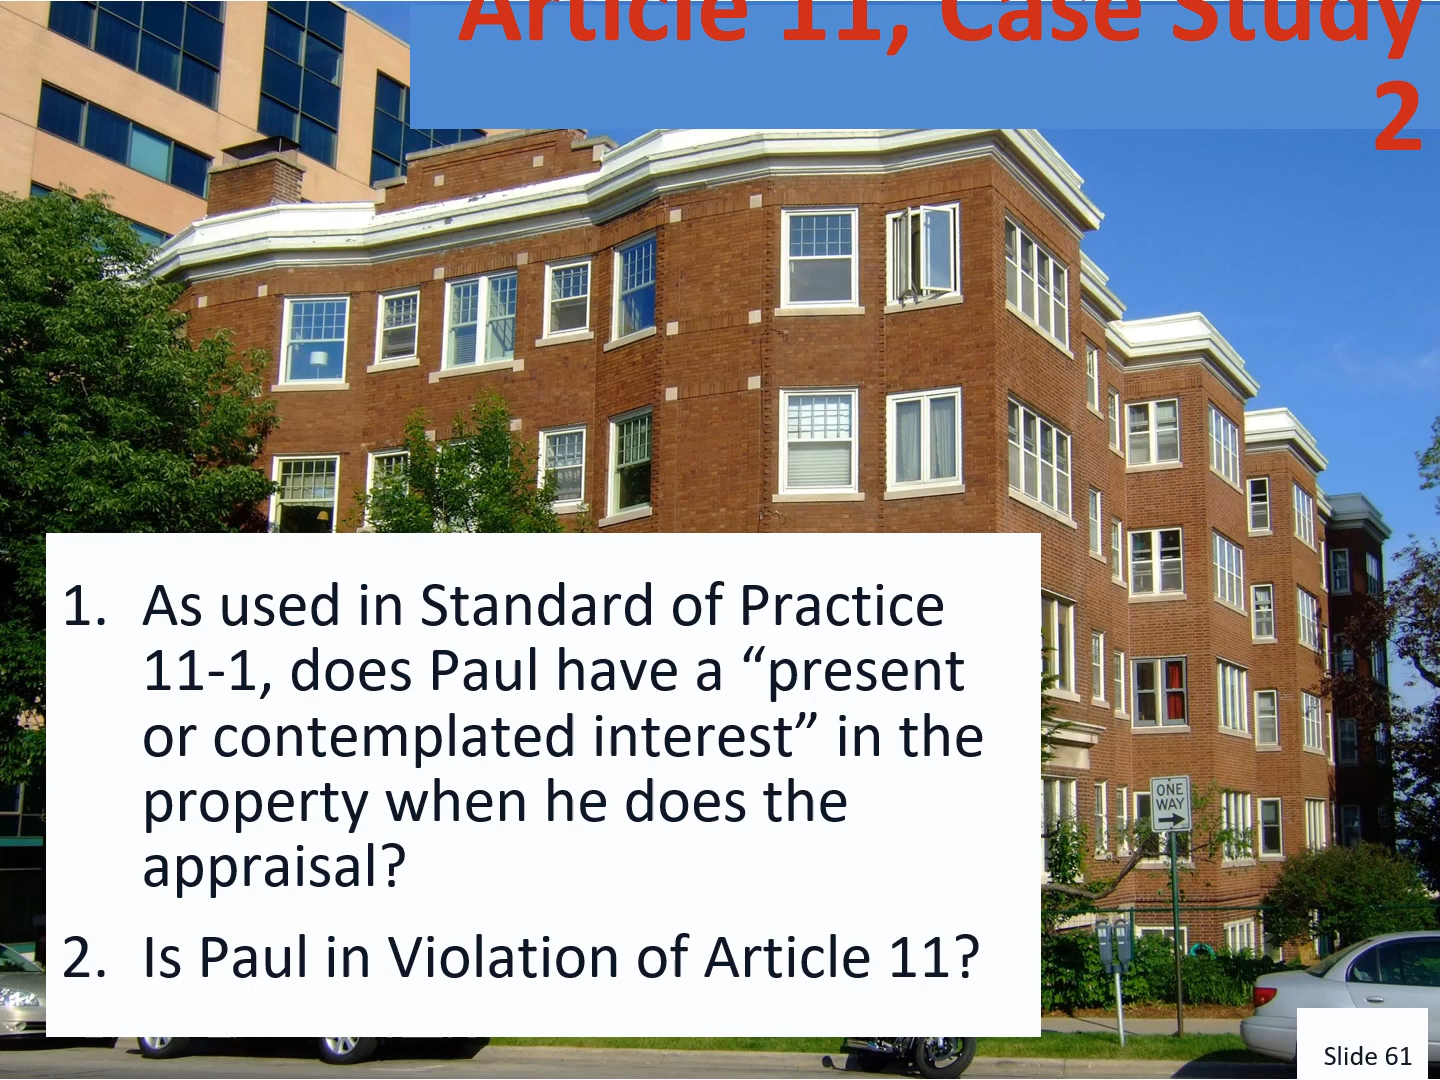 Article 11, Case Study
2
1. As used in Standard of Practice
11-1, does Paul have a “present
or contemplated interest” in the
property when he does the
appraisal?
2. Is Paul in Violation of Article 11?
ONE
WAY
Slide 61